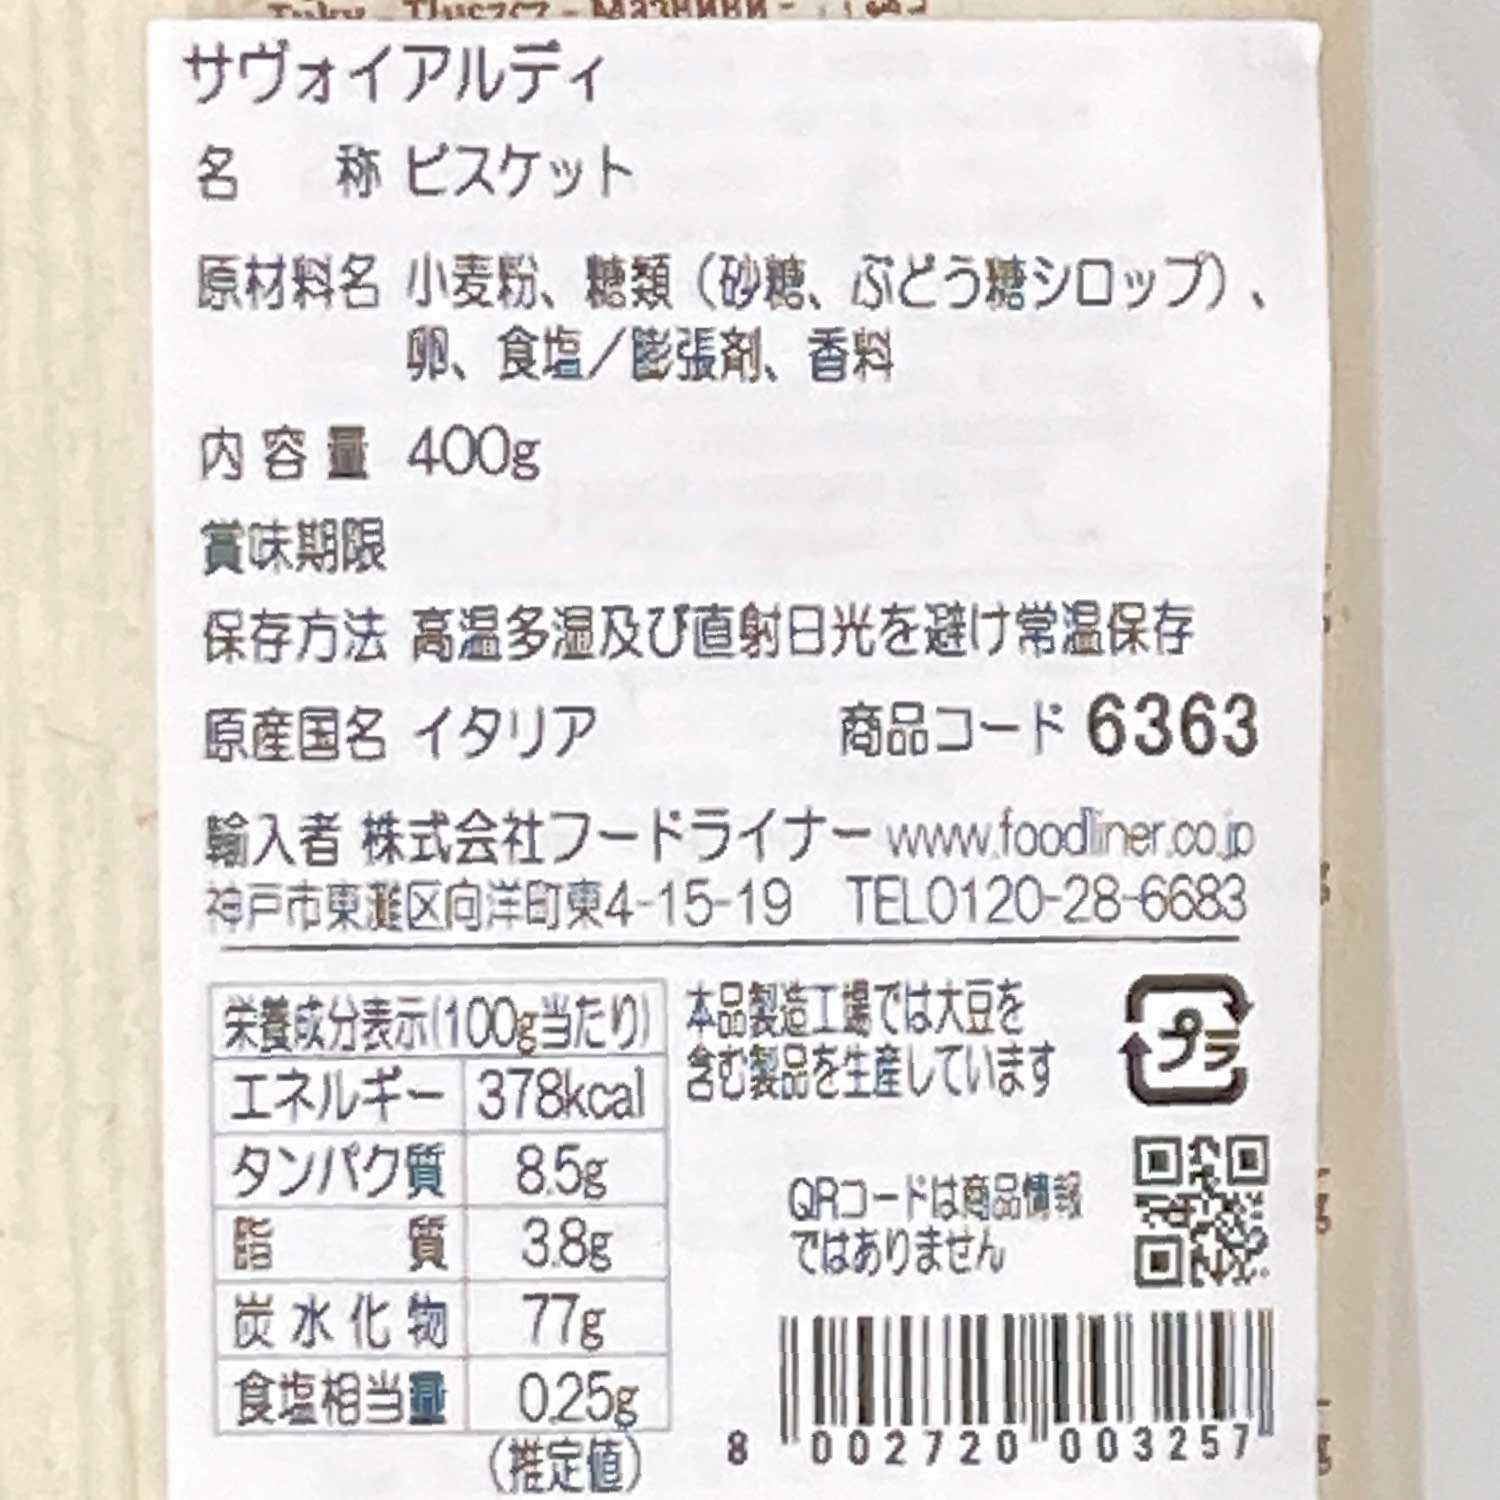 サヴォイアルディ
名称 ビスケット
原材料名 小麦粉、糖類（砂糖、ぶどう糖シロップ）、
卵、食塩／膨張剤、香料
内容量 400g
賞味期限
保存方法 高温多湿及び直射日光を避け常温保存
原産国名 イタリア 商品コード 6363
輸入者 株式会社フードライナー www.foodliner.co.jp
神戸市東灘区向洋町東4-15-19 TEL0120-28-6683
栄養成分表示(100g当たり)
エネルギー 378kcal
タンパク質 8.5g
脂質 3.8g
炭水化物 77g
食塩相当量 0.25g
(推定値)
本品製造工場では大豆を
含む製品を生産しています
プラ
QRコードは商品情報
ではありません
8 002720 003257